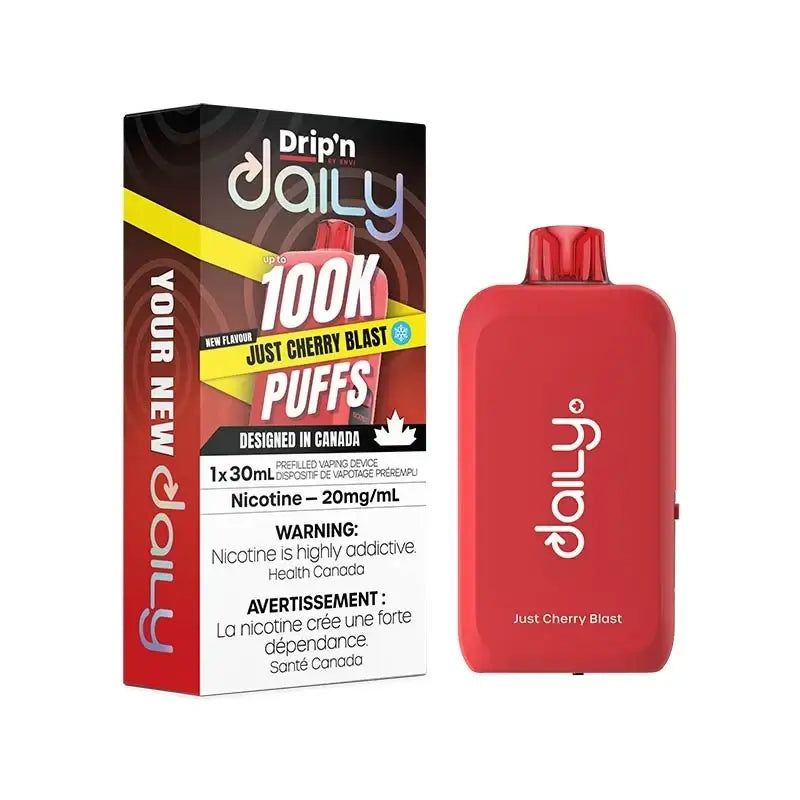 Drip'n
BY ENVI
daily
up to
100K
NEW FLAVOUR
JUST CHERRY BLAST
PUFFS
DESIGNED IN CANADA
1 x 30mL PREFILLED VAPING DEVICE
DISPOSITIF DE VAPOTAGE PRÉREMPLI
Nicotine – 20mg/mL
WARNING:
Nicotine is highly addictive.
Health Canada
AVERTISSEMENT :
La nicotine crée une forte
dépendance.
Santé Canada
YOUR NEW daily
daily
Just Cherry Blast